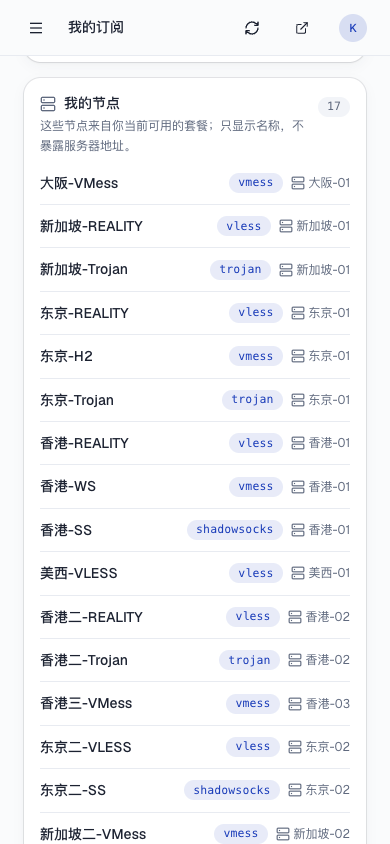 我的订阅
K
我的节点
17
这些节点来自你当前可用的套餐；只显示名称，不
暴露服务器地址。
大阪-VMess vmess 大阪-01
新加坡-REALITY vless 新加坡-01
新加坡-Trojan trojan 新加坡-01
东京-REALITY vless 东京-01
东京-H2 vmess 东京-01
东京-Trojan trojan 东京-01
香港-REALITY vless 香港-01
香港-WS vmess 香港-01
香港-SS shadowsocks 香港-01
美西-VLESS vless 美西-01
香港二-REALITY vless 香港-02
香港二-Trojan trojan 香港-02
香港三-VMess vmess 香港-03
东京二-VLESS vless 东京-02
东京二-SS shadowsocks 东京-02
新加坡二-VMess vmess 新加坡-02